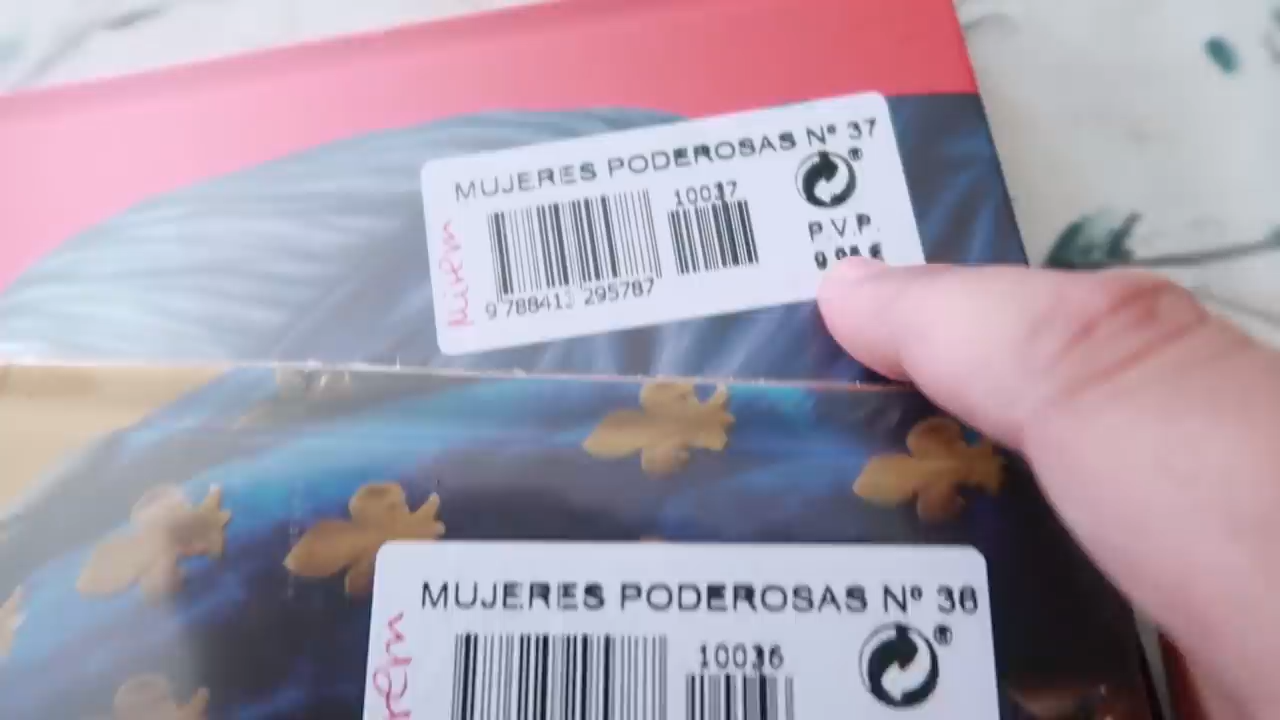 MUJERES PODEROSAS Nº 37
10037
®
P.V.P.
9 788413 295787
MUJERES PODEROSAS Nº 36
10036
®